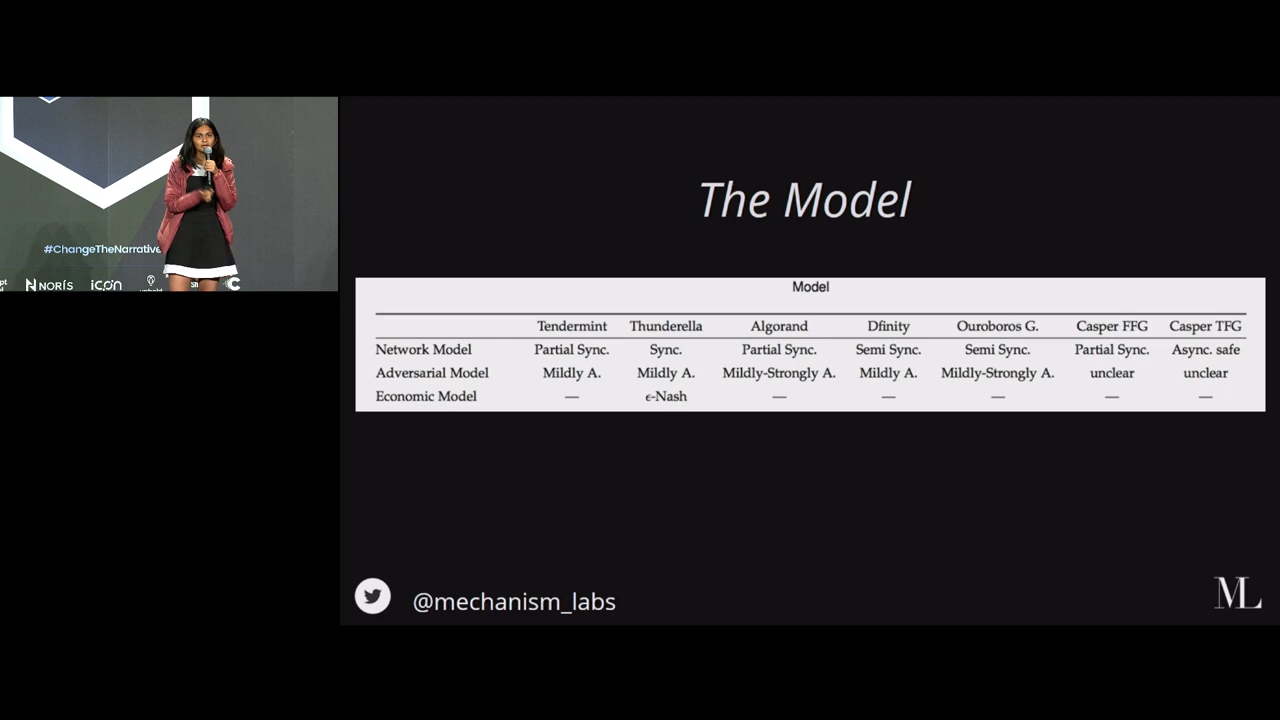 #ChangeTheNarrative
NORÍS
icon
The Model
Model
Tendermint Thunderella Algorand Dfinity Ouroboros G. Casper FFG Casper TFG
Network Model Partial Sync. Sync. Partial Sync. Semi Sync. Semi Sync. Partial Sync. Async. safe
Adversarial Model Mildly A. Mildly A. Mildly-Strongly A. Mildly A. Mildly-Strongly A. unclear unclear
Economic Model — ϵ-Nash — — — — —
@mechanism_labs
ML